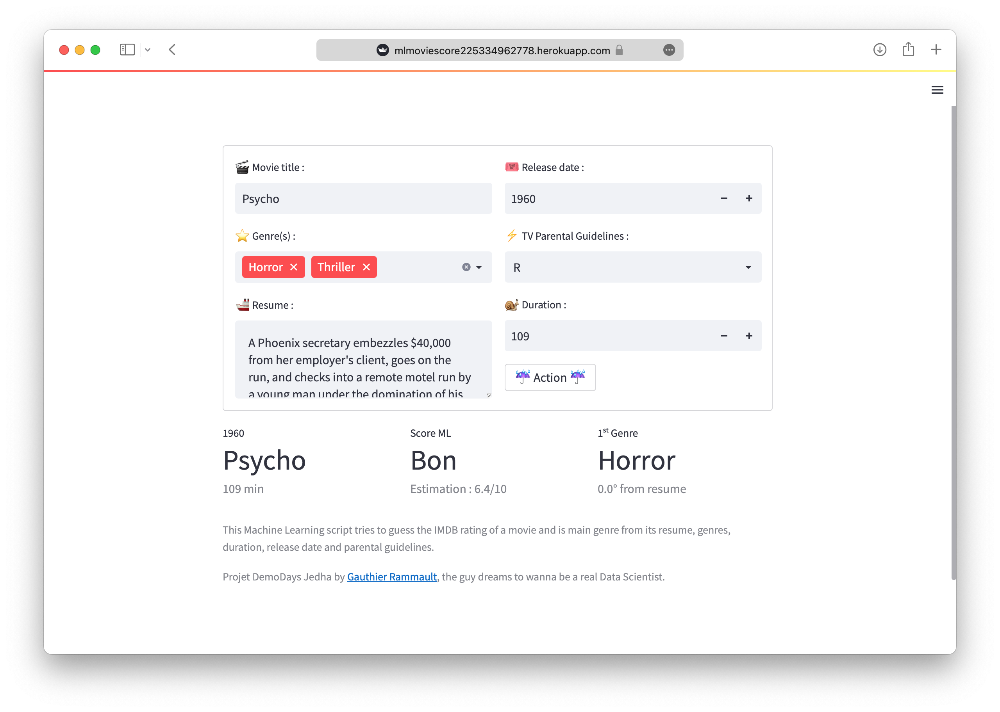 mlmoviescore225334962778.herokuapp.com
Movie title :
Psycho
Release date :
1960
Genre(s) :
Horror
Thriller
TV Parental Guidelines :
R
Resume :
A Phoenix secretary embezzles $40,000
from her employer's client, goes on the
run, and checks into a remote motel run by
a young man under the domination of his
Duration :
109
Action
1960
Psycho
109 min
Score ML
Bon
Estimation : 6.4/10
1st Genre
Horror
0.0° from resume
This Machine Learning script tries to guess the IMDB rating of a movie and is main genre from its resume, genres,
duration, release date and parental guidelines.
Projet DemoDays Jedha by Gauthier Rammault, the guy dreams to wanna be a real Data Scientist.